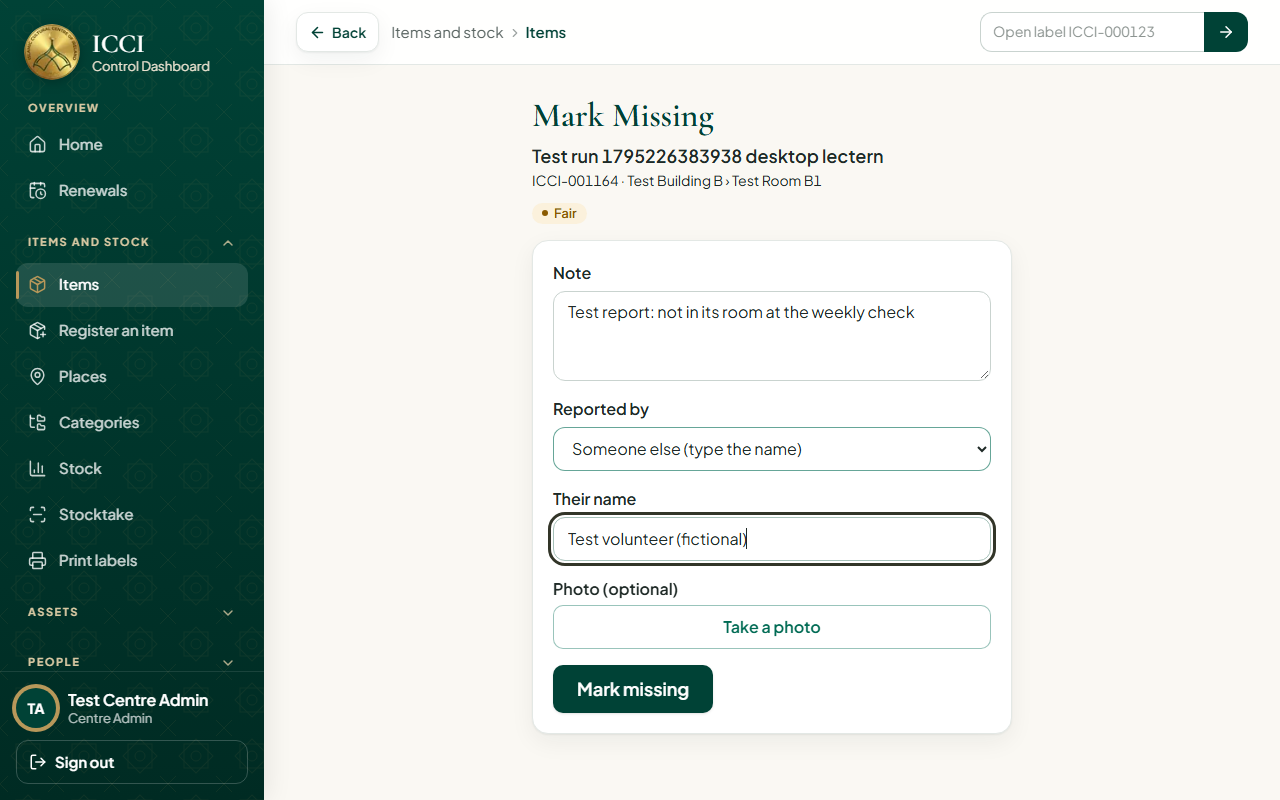 ICCI
Control Dashboard
OVERVIEW
Home
Renewals
ITEMS AND STOCK
Items
Register an item
Places
Categories
Stock
Stocktake
Print labels
ASSETS
PEOPLE
TA
Test Centre Admin
Centre Admin
Sign out
Back
Items and stock › Items
Open label ICCI-000123
Mark Missing
Test run 1795226383938 desktop lectern
ICCI-001164 · Test Building B › Test Room B1
Fair
Note
Test report: not in its room at the weekly check
Reported by
Someone else (type the name)
Their name
Test volunteer (fictional)
Photo (optional)
Take a photo
Mark missing